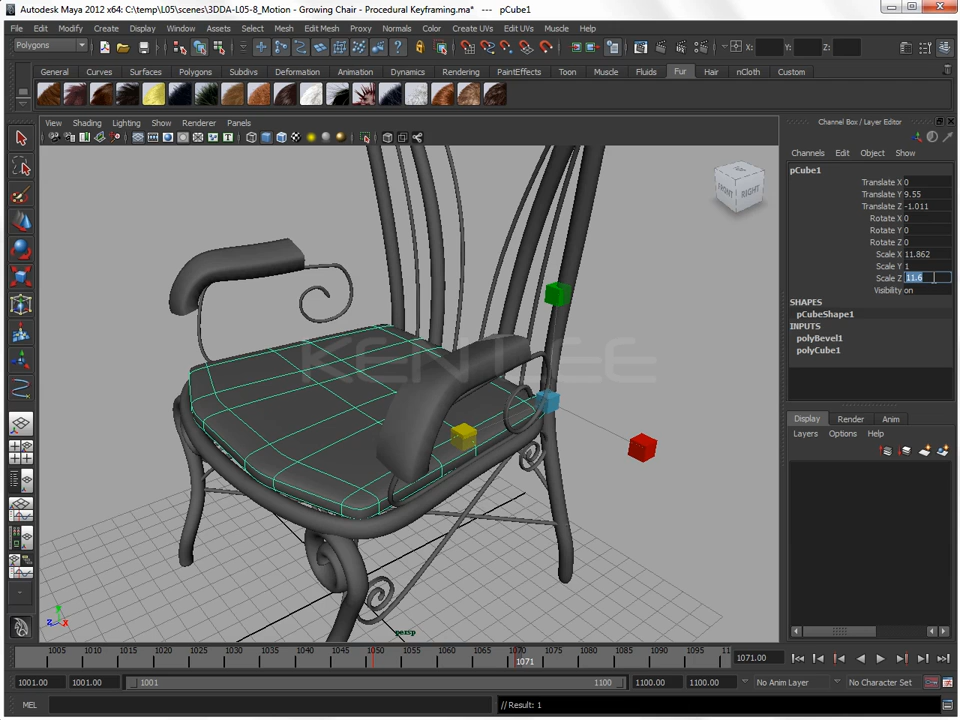 Autodesk Maya 2012 x64: C:\temp\L05\scenes\3DDA-L05-8_Motion - Growing Chair - Procedural Keyframing.ma* --- pCube1
File Edit Modify Create Display Window Assets Select Mesh Edit Mesh Proxy Normals Color Create UVs Edit UVs Muscle Help
Polygons X: Y: Z:
General Curves Surfaces Polygons Subdivs Deformation Animation Dynamics Rendering PaintEffects Toon Muscle Fluids Fur Hair nCloth Custom
View Shading Lighting Show Renderer Panels
Channel Box / Layer Editor
Channels Edit Object Show
pCube1
Translate X 0
Translate Y 9.55
Translate Z -1.011
Rotate X 0
Rotate Y 0
Rotate Z 0
Scale X 11.862
Scale Y 1
Scale Z 11.6
Visibility on
SHAPES
pCubeShape1
INPUTS
polyBevel1
polyCube1
FRONT RIGHT
KEN LEE
Display Render Anim
Layers Options Help
Y
Z X
persp
1005 1010 1015 1020 1025 1030 1035 1040 1045 1050 1055 1060 1065 1070 1075 1080 1085 1090 1095 11
1071
1071.00
1001.00 1001.00 1001 1100 1100.00 1100.00 No Anim Layer No Character Set
MEL // Result: 1